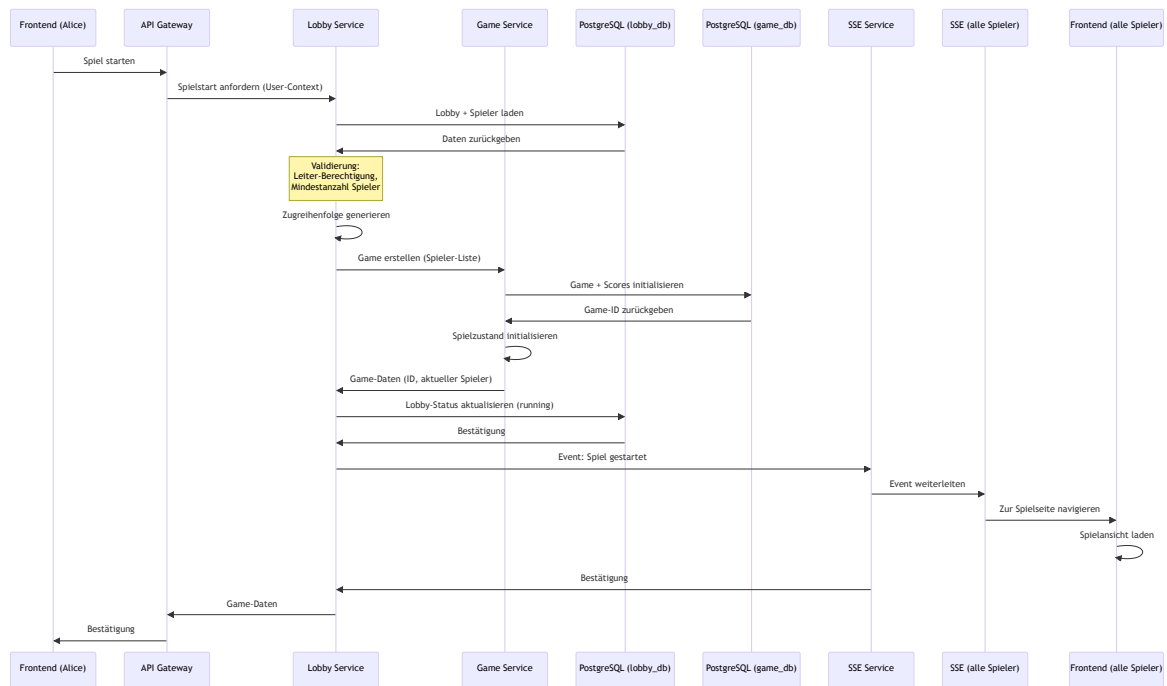 Frontend (Alice)
API Gateway
Lobby Service
Game Service
PostgreSQL (lobby_db)
PostgreSQL (game_db)
SSE Service
SSE (alle Spieler)
Frontend (alle Spieler)
Spiel starten
Spielstart anfordern (User-Context)
Lobby + Spieler laden
Daten zurückgeben
Validierung:
Leiter-Berechtigung,
Mindestanzahl Spieler
Zugreihenfolge generieren
Game erstellen (Spieler-Liste)
Game + Scores initialisieren
Game-ID zurückgeben
Spielzustand initialisieren
Game-Daten (ID, aktueller Spieler)
Lobby-Status aktualisieren (running)
Bestätigung
Event: Spiel gestartet
Event weiterleiten
Zur Spielseite navigieren
Spielansicht laden
Bestätigung
Game-Daten
Bestätigung
Frontend (Alice)
API Gateway
Lobby Service
Game Service
PostgreSQL (lobby_db)
PostgreSQL (game_db)
SSE Service
SSE (alle Spieler)
Frontend (alle Spieler)